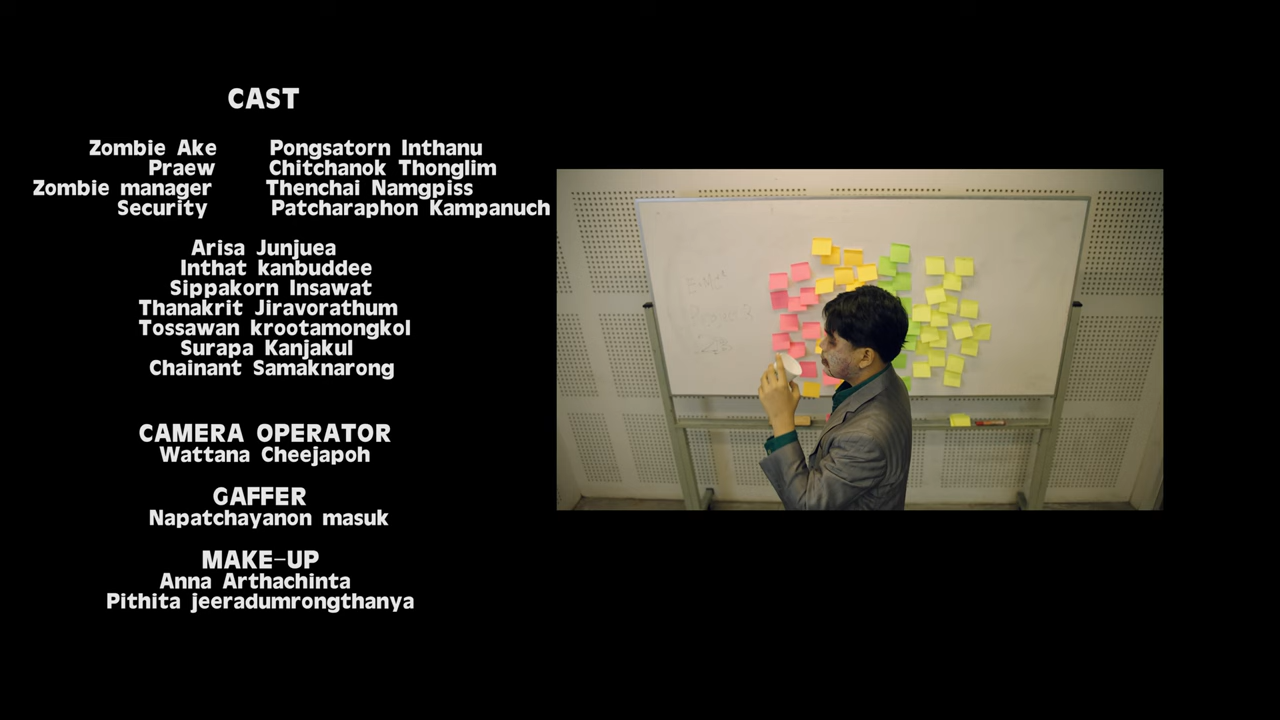 CAST
Zombie Ake Pongsatorn Inthanu
Praew Chitchanok Thonglim
Zombie manager Thenchai Namgpiss
Security Patcharaphon Kampanuch
Arisa Junjuea
Inthat kanbuddee
Sippakorn Insawat
Thanakrit Jiravorathum
Tossawan krootamongkol
Surapa Kanjakul
Chainant Samaknarong
CAMERA OPERATOR
Wattana Cheejapoh
GAFFER
Napatchayanon masuk
MAKE-UP
Anna Arthachinta
Pithita jeeradumrongthanya